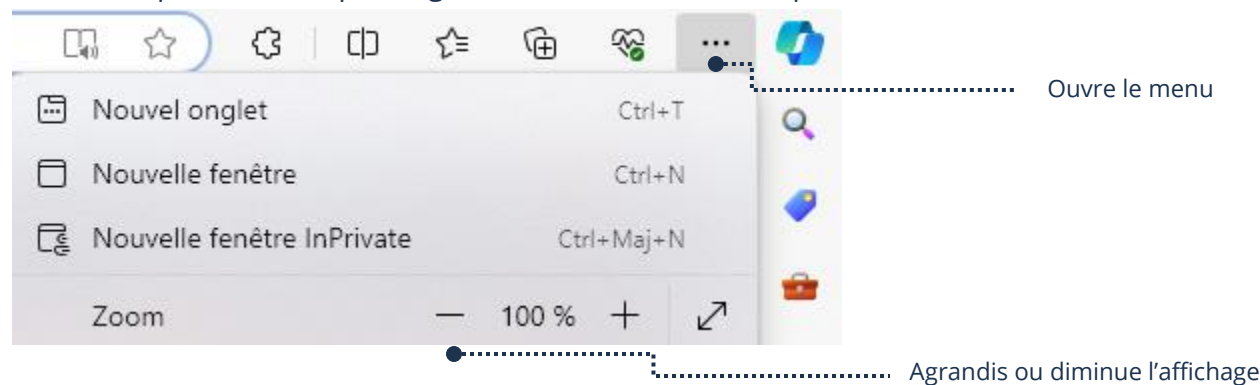 Nouvel onglet Ctrl+T
Ouvre le menu
Nouvelle fenêtre Ctrl+N
Nouvelle fenêtre InPrivate Ctrl+Maj+N
Zoom — 100 % +
Agrandis ou diminue l’affichage